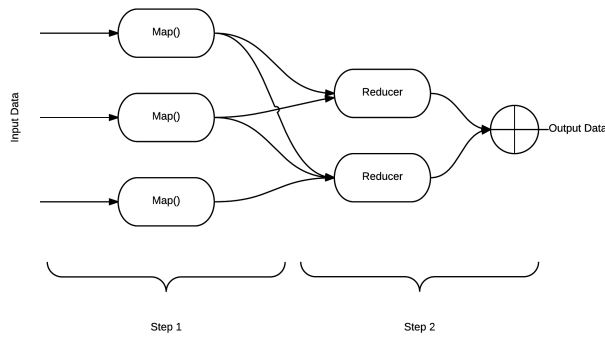 Input Data
Map()
Map()
Map()
Reducer
Reducer
Output Data
Step 1
Step 2